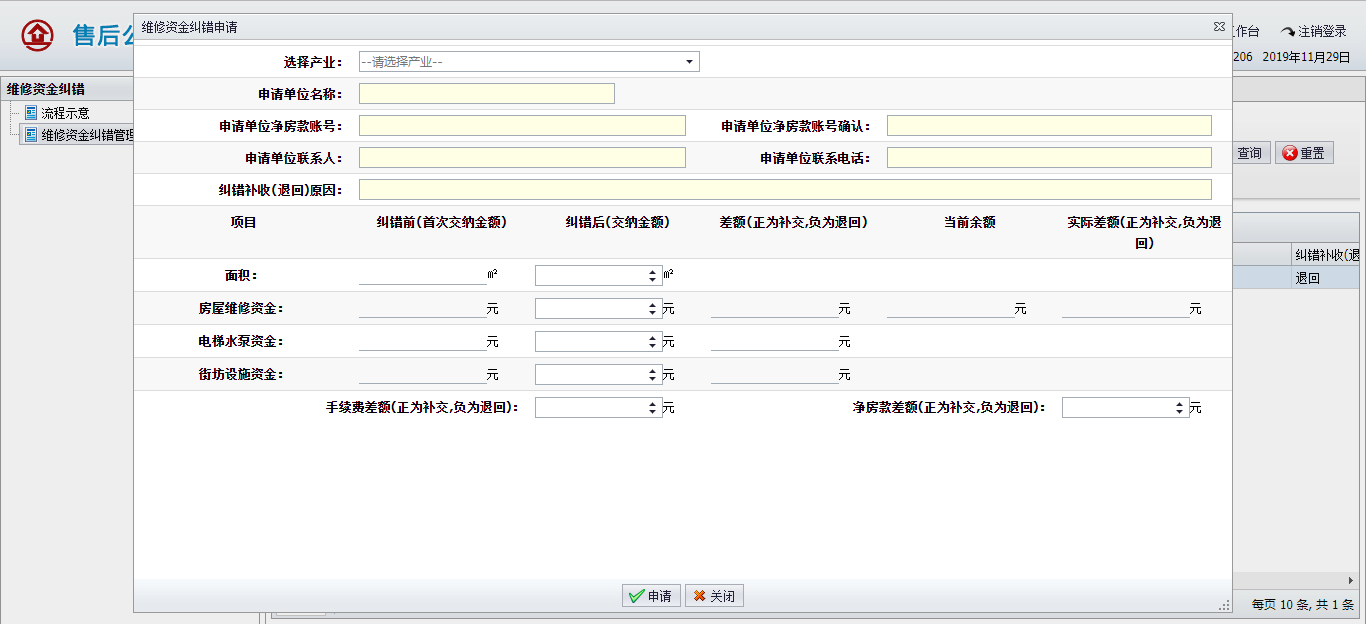 售后公
维修资金纠错申请
工作台
注销登录
206 2019年11月29日
维修资金纠错
流程示意
维修资金纠错管理
选择产业：
--请选择产业--
申请单位名称：
申请单位净房款账号：
申请单位净房款账号确认：
申请单位联系人：
申请单位联系电话：
查询
重置
纠错补收(退回)原因：
项目
纠错前(首次交纳金额)
纠错后(交纳金额)
差额(正为补交,负为退回)
当前余额
实际差额(正为补交,负为退
回)
纠错补收(退
退回
面积：
㎡
㎡
房屋维修资金：
元
元
元
元
元
电梯水泵资金：
元
元
元
街坊设施资金：
元
元
元
手续费差额(正为补交,负为退回)：
元
净房款差额(正为补交,负为退回)：
元
申请
关闭
每页 10 条, 共 1 条